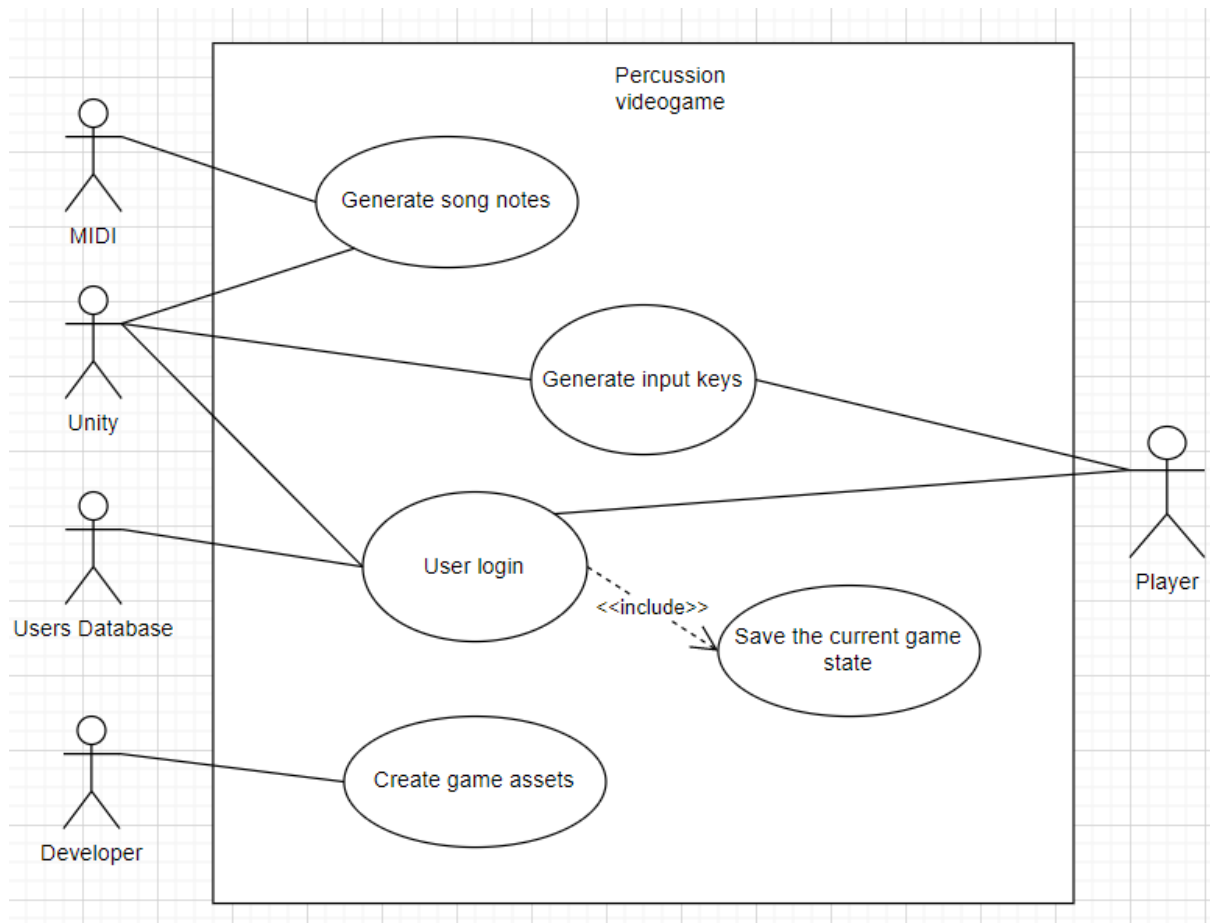 Percussion
videogame
MIDI
Generate song notes
Unity
Generate input keys
Users Database
User login
<<include>>
Save the current game
state
Player
Developer
Create game assets